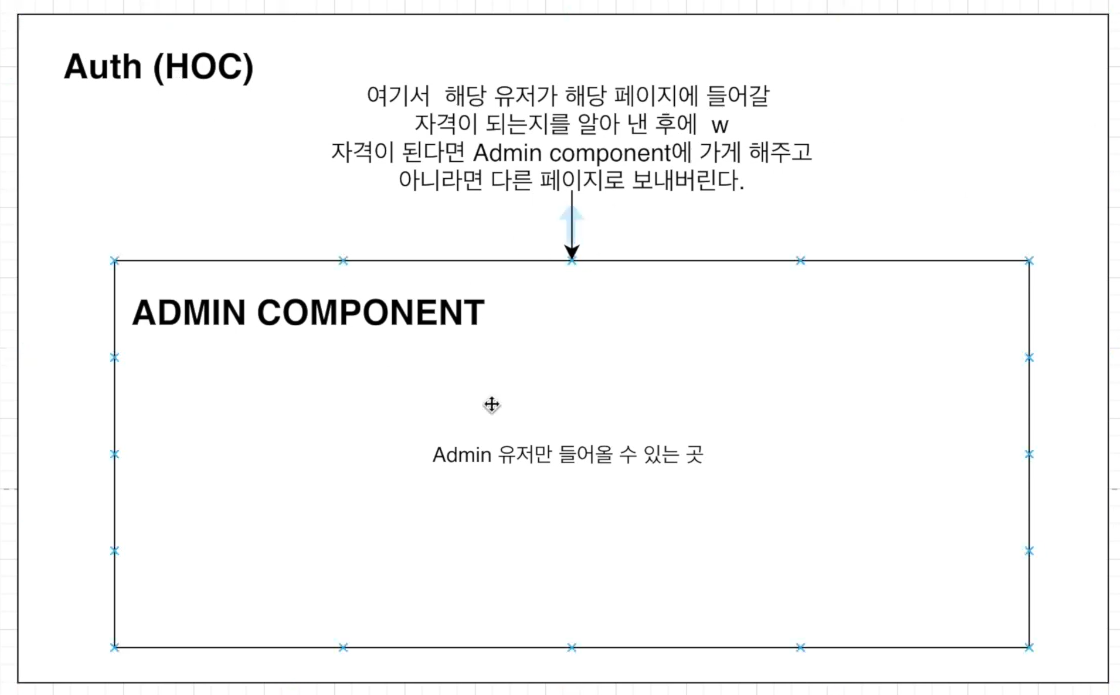 Auth (HOC)
여기서 해당 유저가 해당 페이지에 들어갈
자격이 되는지를 알아 낸 후에 w
자격이 된다면 Admin component에 가게 해주고
아니라면 다른 페이지로 보내버린다.
ADMIN COMPONENT
Admin 유저만 들어올 수 있는 곳